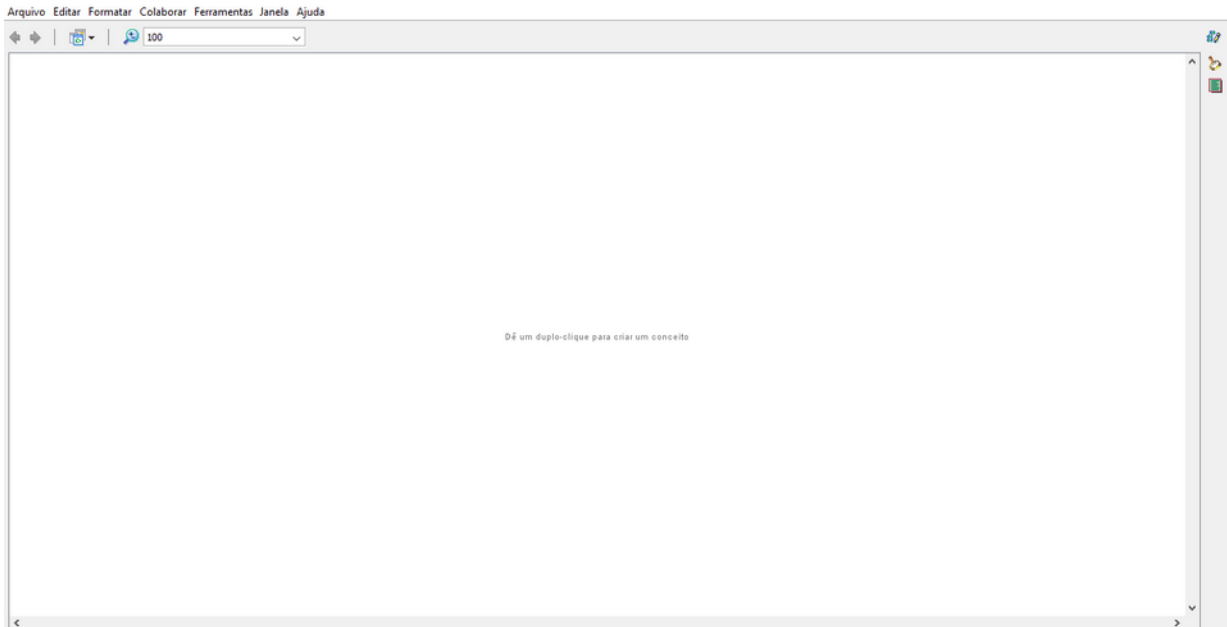 Arquivo Editar Formatar Colaborar Ferramentas Janela Ajuda
100
Dê um duplo-clique para criar um conceito